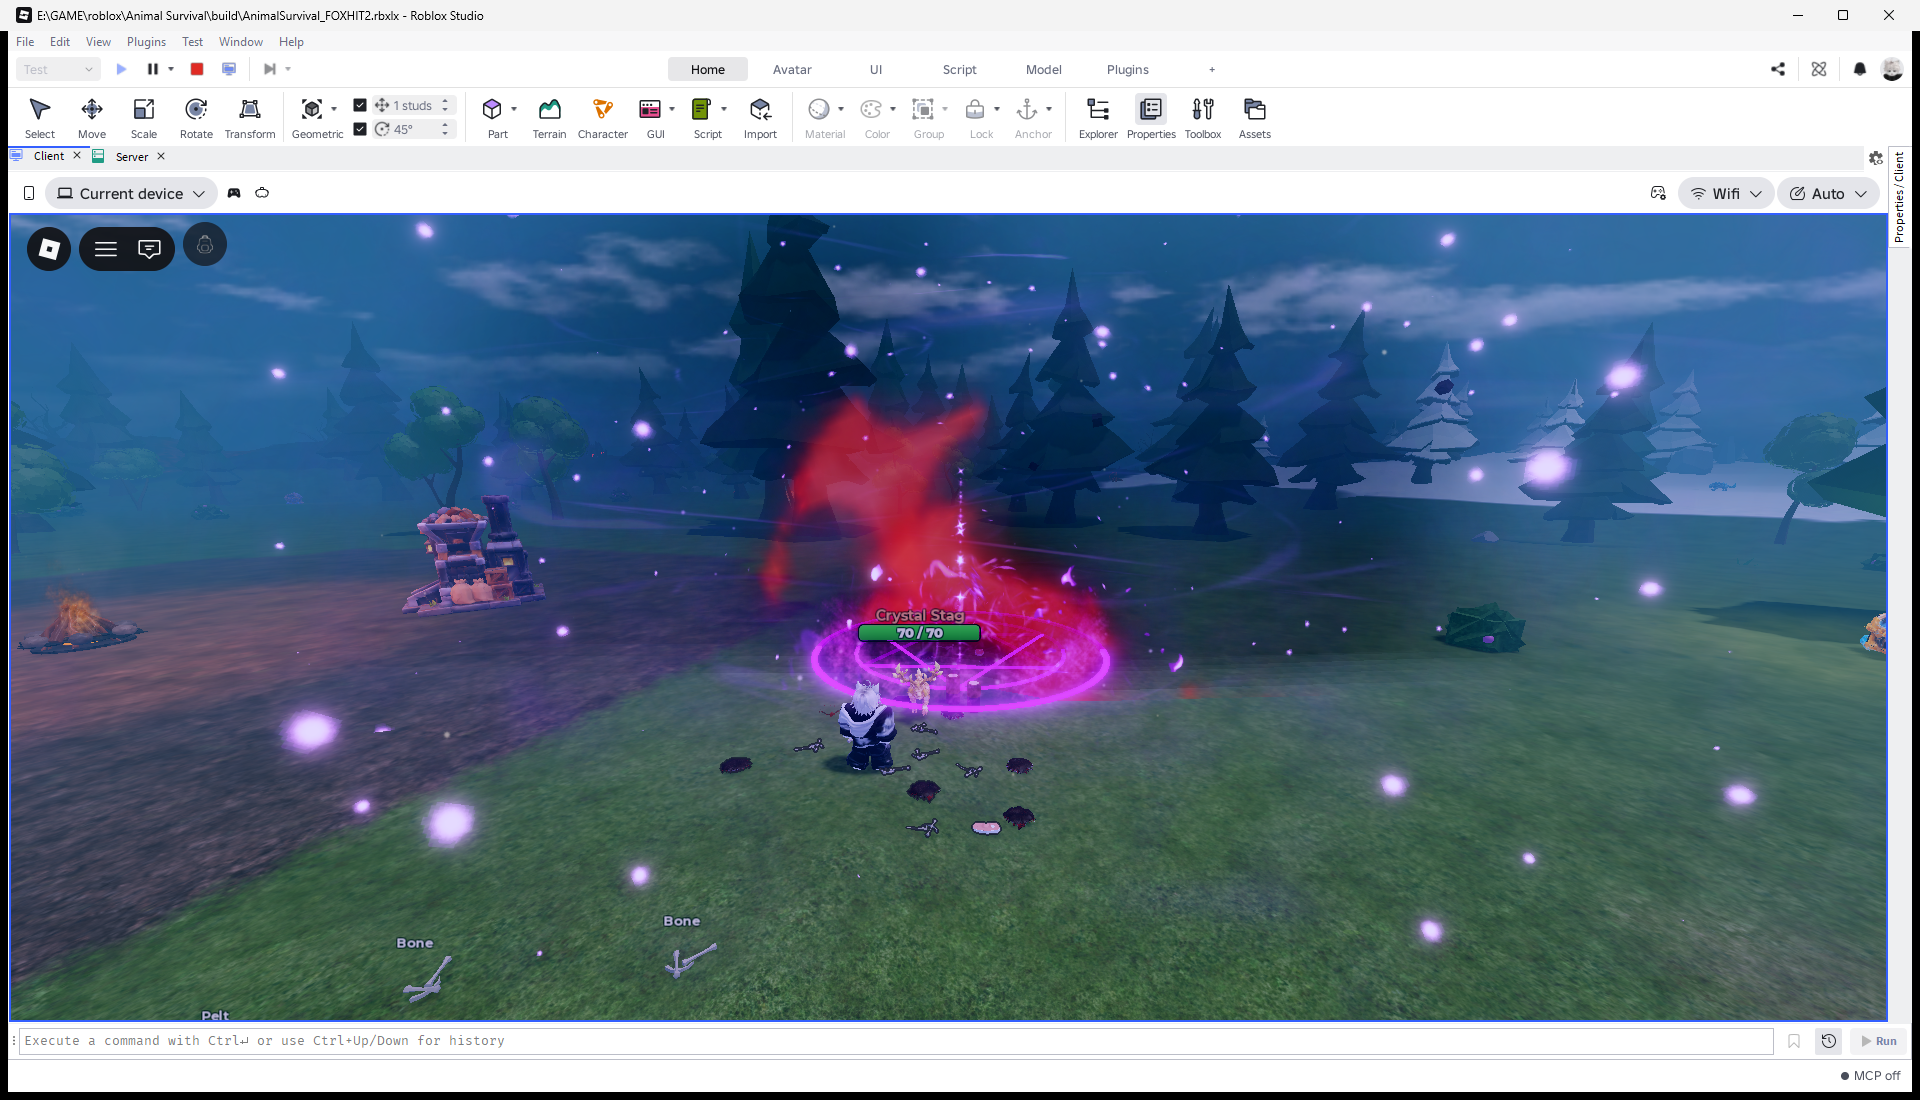 E:\GAME\roblox\Animal Survival\build\AnimalSurvival_FOXHIT2.rbxlx - Roblox Studio
File Edit View Plugins Test Window Help
Test
Home Avatar UI Script Model Plugins +
Select Move Scale Rotate Transform Geometric 1 studs 45° Part Terrain Character GUI Script Import Material Color Group Lock Anchor Explorer Properties Toolbox Assets
Client Server
Properties / Client
Current device Wifi Auto
Crystal Stag
70 / 70
Bone
Bone
Pelt
Execute a command with Ctrl↵ or use Ctrl+Up/Down for history
Run
MCP off